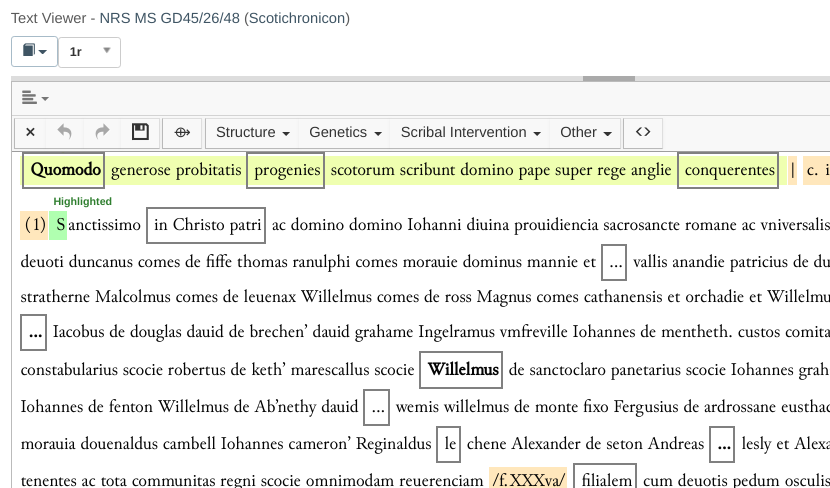 Text Viewer - NRS MS GD45/26/48 (Scotichronicon)
1r
Structure Genetics Scribal Intervention Other <>
Quomodo generose probitatis progenies scotorum scribunt domino pape super rege anglie conquerentes | c. i
Highlighted
(1) Sanctissimo in Christo patri ac domino domino Iohanni diuina prouidiencia sacrosancte romane ac vniversalis
deuoti duncanus comes de fiffe thomas ranulphi comes morauie dominus mannie et ... vallis anandie patricius de du
stratherne Malcolmus comes de leuenax Willelmus comes de ross Magnus comes cathanensis et orchadie et Willelmu
... Iacobus de douglas dauid de brechen’ dauid grahame Ingelramus vmfreville Iohannes de mentheth. custos comita
constabularius scocie robertus de keth’ marescallus scocie Willelmus de sanctoclaro panetarius scocie Iohannes grah
Iohannes de fenton Willelmus de Ab’nethy dauid ... wemis willelmus de monte fixo Fergusius de ardrossane eusthac
morauia douenaldus cambell Iohannes cameron’ Reginaldus le chene Alexander de seton Andreas ... lesly et Alexa
tenentes ac tota communitas regni scocie omnimodam reuerenciam /f.XXXva/ filialem cum deuotis pedum osculis